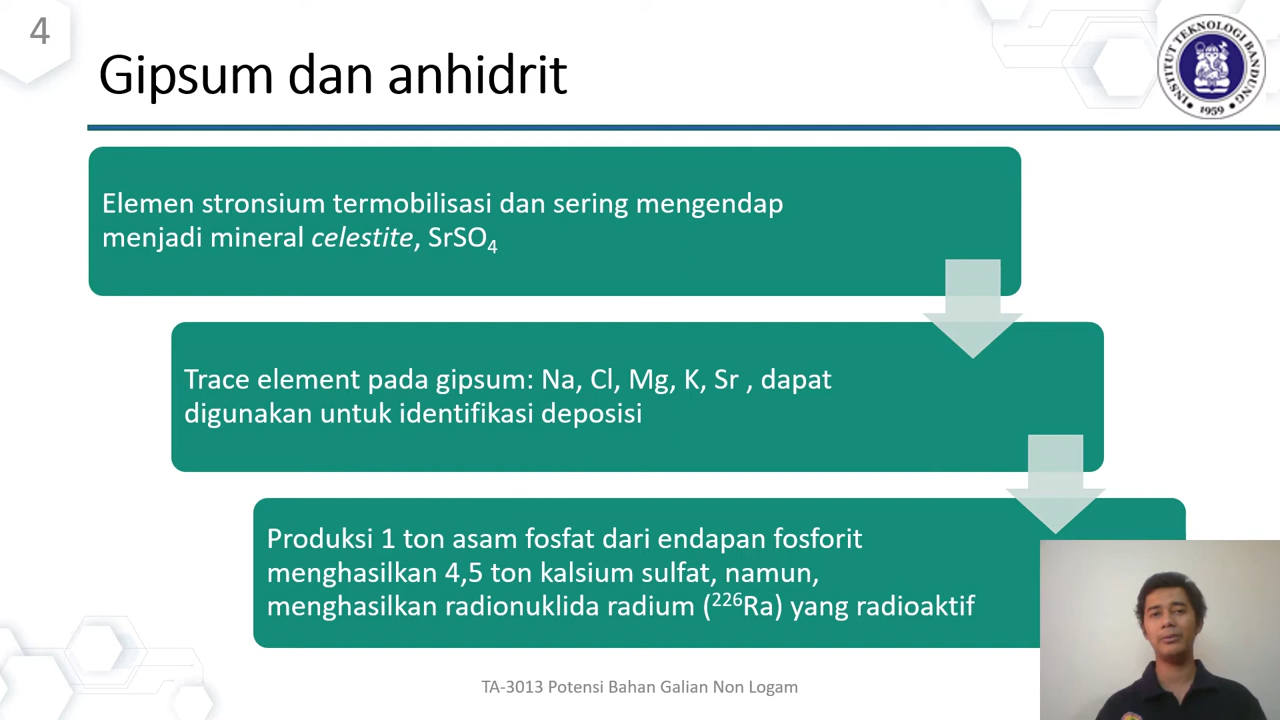 4
Gipsum dan anhidrit
INSTITUT TEKNOLOGI BANDUNG
1959
Elemen stronsium termobilisasi dan sering mengendap
menjadi mineral celestite, SrSO₄
Trace element pada gipsum: Na, Cl, Mg, K, Sr , dapat
digunakan untuk identifikasi deposisi
Produksi 1 ton asam fosfat dari endapan fosforit
menghasilkan 4,5 ton kalsium sulfat, namun,
menghasilkan radionuklida radium (²²⁶Ra) yang radioaktif
TA-3013 Potensi Bahan Galian Non Logam